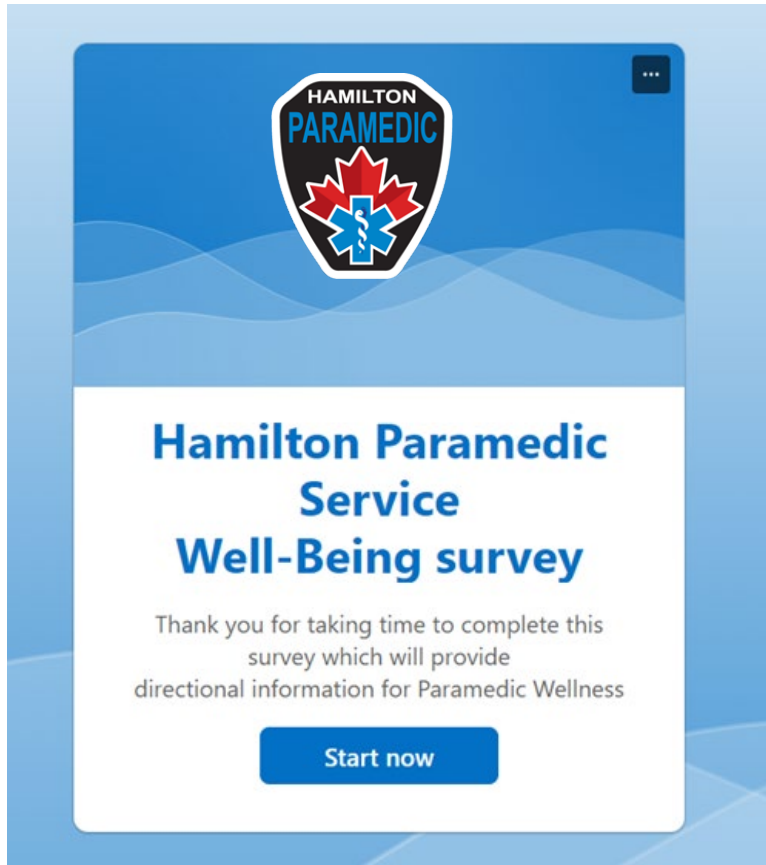 HAMILTON
PARAMEDIC
Hamilton Paramedic
Service
Well-Being survey
Thank you for taking time to complete this
survey which will provide
directional information for Paramedic Wellness
Start now